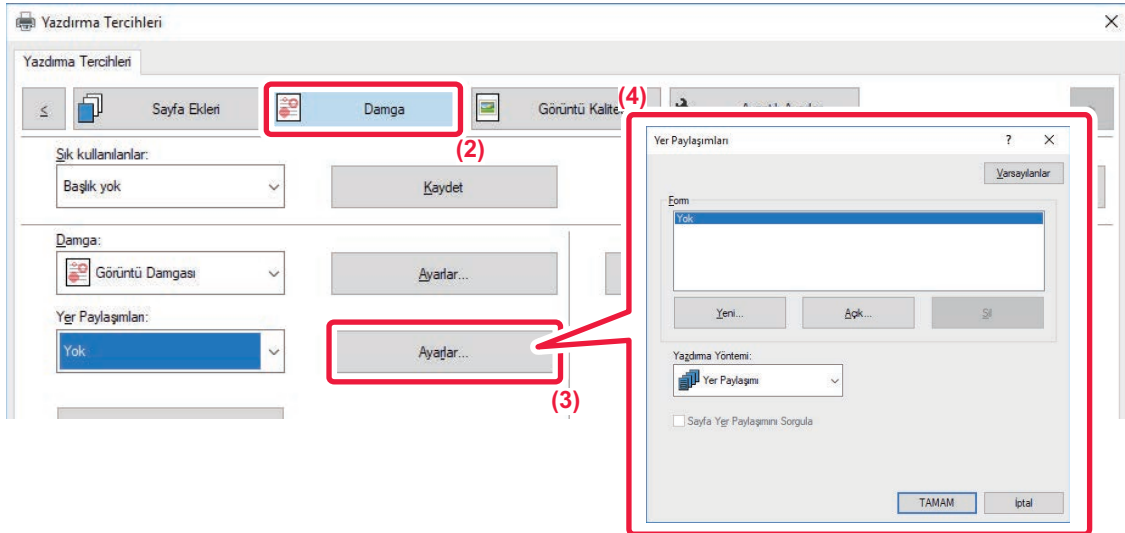 Yazdırma Tercihleri
Yazdırma Tercihleri
≤
Sayfa Ekleri
Damga
Görüntü
(2)
Sık kullanılanlar:
Başlık yok
Kaydet
Damga:
Görüntü Damgası
Ayarlar...
Yer Paylaşımları:
Yok
Ayarlar...
(3)
(4)
Yer Paylaşımları
?
Varsayılanlar
Form
Yok
Yeni...
Açık...
Sil
Yazdırma Yöntemi:
Yer Paylaşımı
Sayfa Yer Paylaşımını Sorgula
TAMAM
İptal